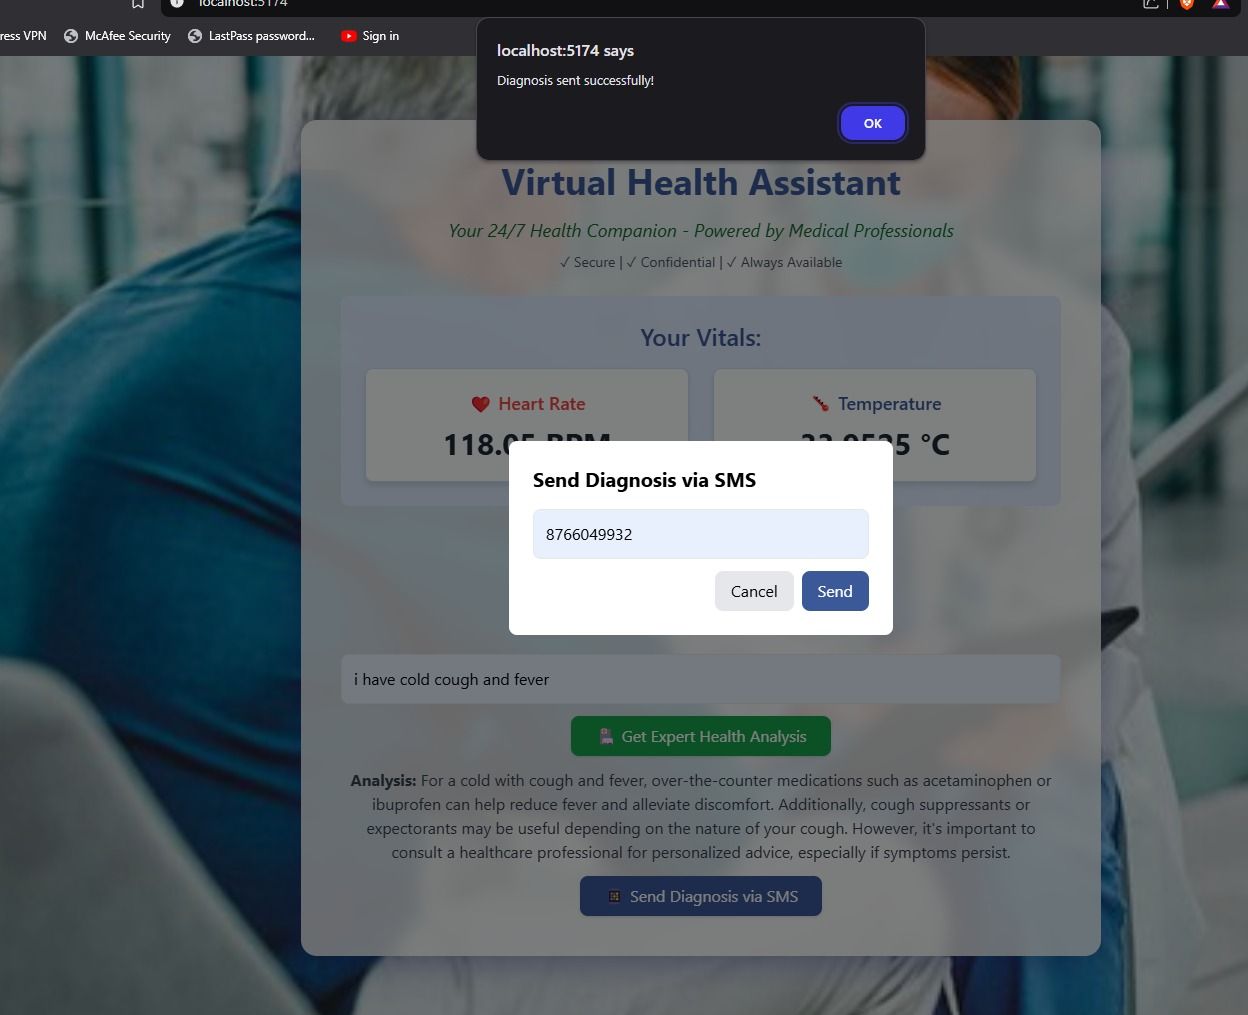 localhost:5174
ress VPN McAfee Security LastPass password... Sign in
localhost:5174 says
Diagnosis sent successfully!
OK
Virtual Health Assistant
Your 24/7 Health Companion - Powered by Medical Professionals
✓ Secure | ✓ Confidential | ✓ Always Available
Your Vitals:
Heart Rate
Temperature
118.05 BPM
°C
Send Diagnosis via SMS
8766049932
Cancel Send
i have cold cough and fever
Get Expert Health Analysis
Analysis: For a cold with cough and fever, over-the-counter medications such as acetaminophen or
ibuprofen can help reduce fever and alleviate discomfort. Additionally, cough suppressants or
expectorants may be useful depending on the nature of your cough. However, it's important to
consult a healthcare professional for personalized advice, especially if symptoms persist.
Send Diagnosis via SMS